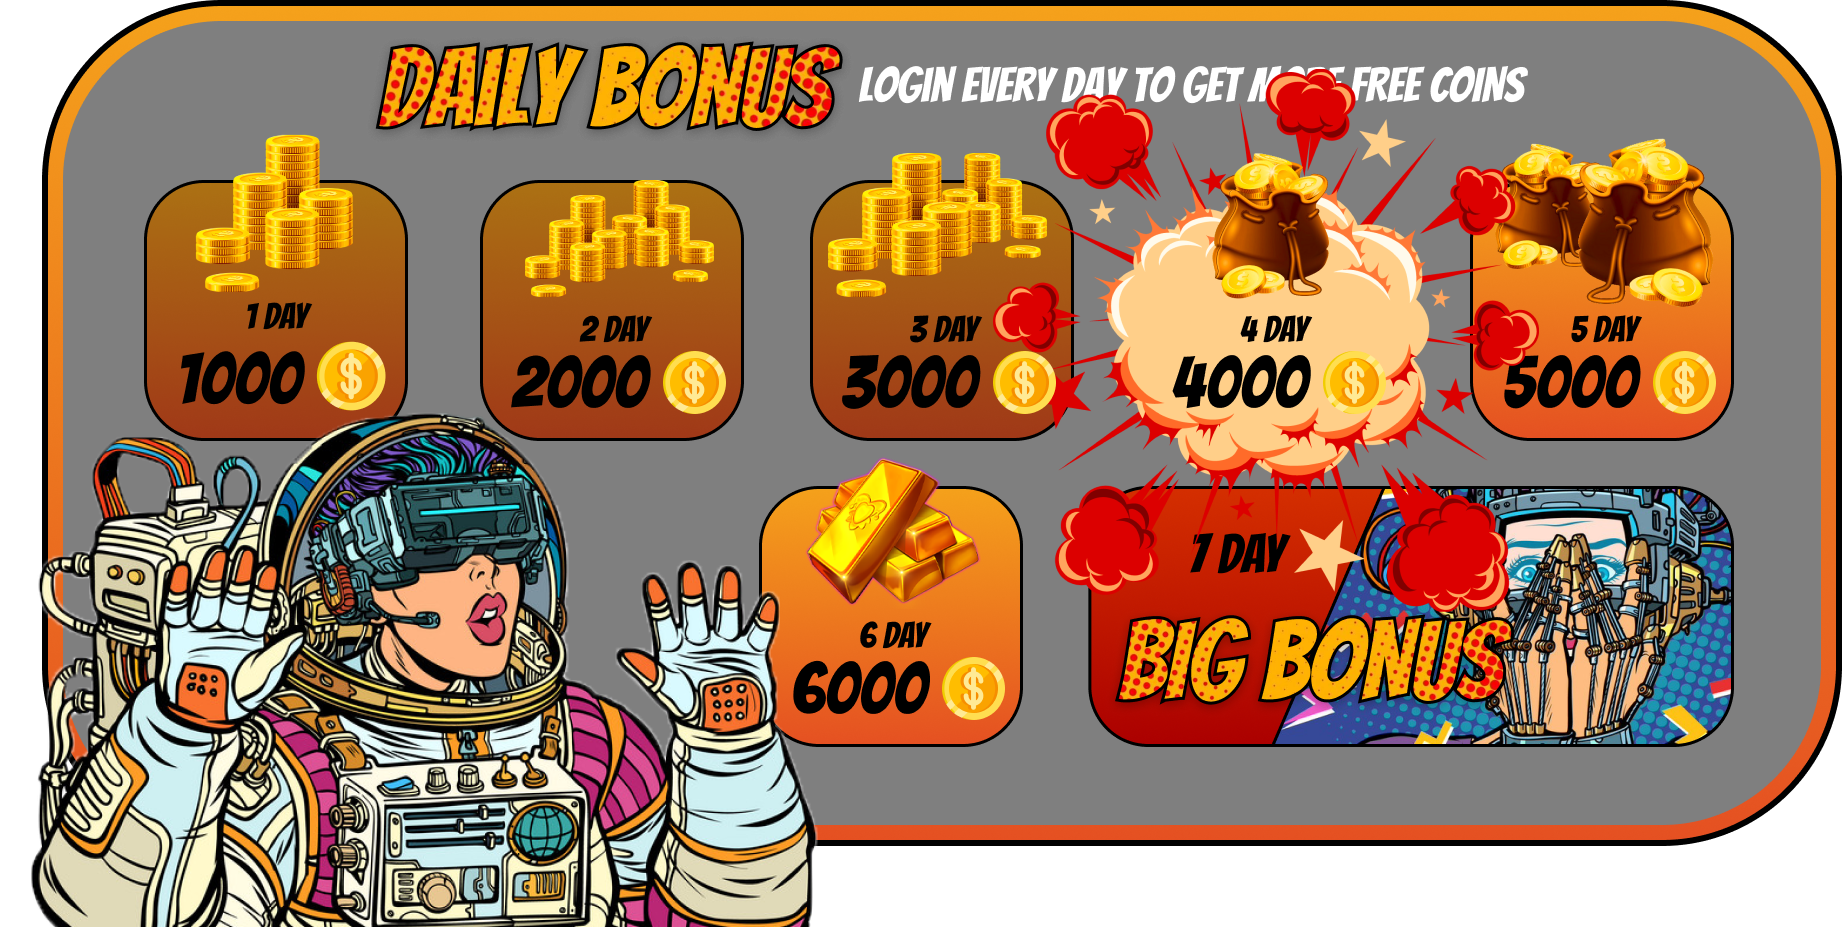 DAILY BONUS
LOGIN EVERY DAY TO GET MORE FREE COINS
1 DAY
1000
2 DAY
2000
3 DAY
3000
4 DAY
4000
5 DAY
5000
6 DAY
6000
7 DAY
BIG BONUS